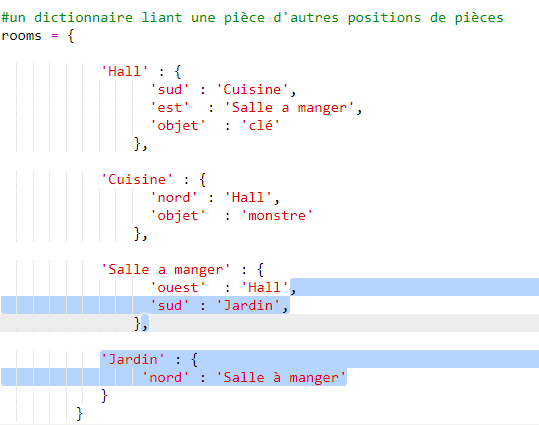 #un dictionnaire liant une pièce d'autres positions de pièces
rooms = {
'Hall' : {
'sud' : 'Cuisine',
'est'  : 'Salle a manger',
'objet'  : 'clé'
},
'Cuisine' : {
'nord' : 'Hall',
'objet'  : 'monstre'
},
'Salle a manger' : {
'ouest'  : 'Hall',
'sud' : 'Jardin',
},
'Jardin' : {
'nord' : 'Salle à manger'
}
}